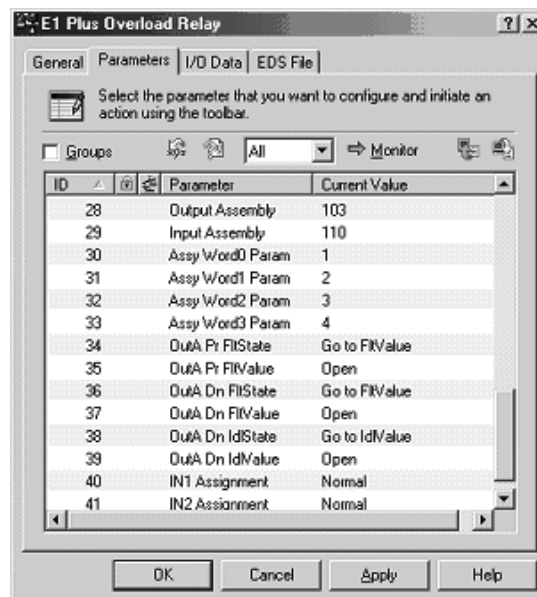 E1 Plus Overload Relay
General Parameters I/O Data EDS File
Select the parameter that you want to configure and initiate an
action using the toolbar.
Groups All Monitor
ID Parameter Current Value
28 Output Assembly 103
29 Input Assembly 110
30 Assy Word0 Param 1
31 Assy Word1 Param 2
32 Assy Word2 Param 3
33 Assy Word3 Param 4
34 OutA Pr FltState Go to FltValue
35 OutA Pr FltValue Open
36 OutA Dn FltState Go to FltValue
37 OutA Dn FltValue Open
38 OutA Dn IdlState Go to IdlValue
39 OutA Dn IdlValue Open
40 IN1 Assignment Normal
41 IN2 Assignment Normal
OK Cancel Apply Help